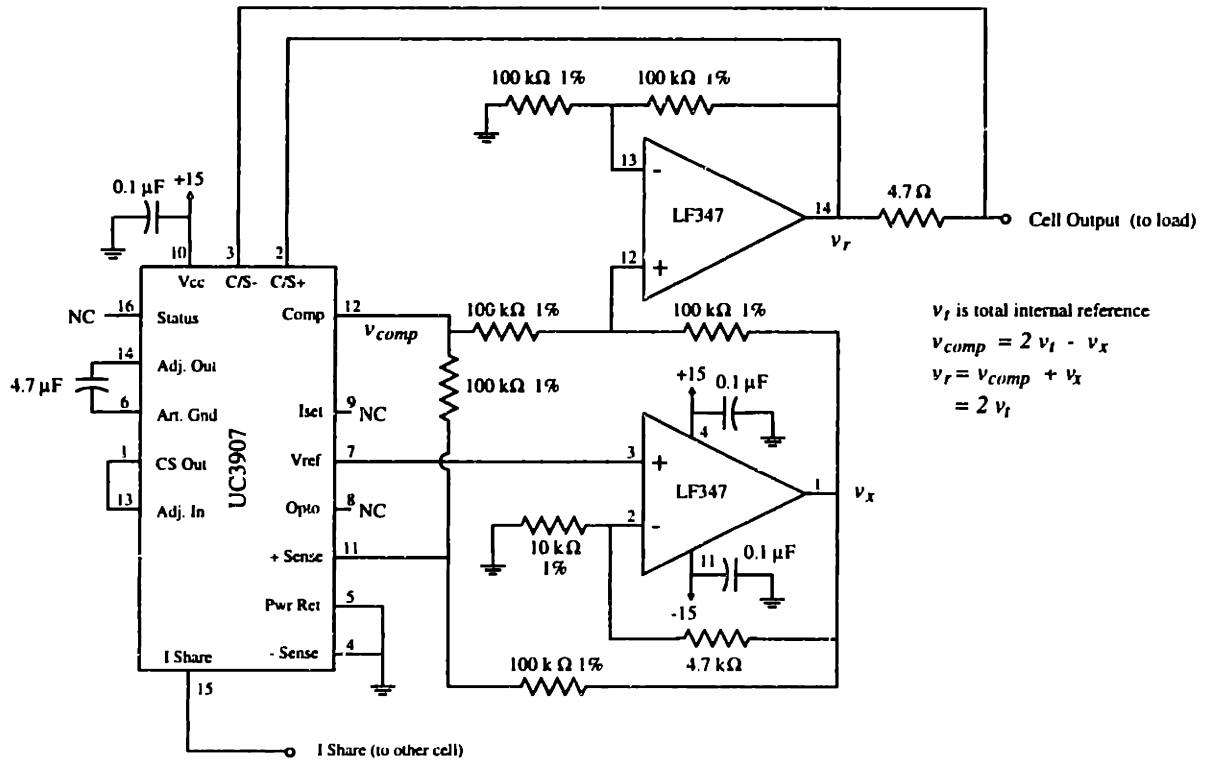 100 kΩ 1%
100 kΩ 1%
0.1 µF
+15
13
-
LF347
14
4.7 Ω
Cell Output (to load)
v_r
12
+
10
3
2
Vcc
C/S-
C/S+
NC
16
Status
Comp
12
v_comp
100 kΩ 1%
100 kΩ 1%
v_t is total internal reference
v_comp = 2 v_t - v_x
v_r = v_comp + v_x
= 2 v_t
14
Adj. Out
4.7 µF
100 kΩ 1%
+15
0.1 µF
6
Art. Gnd
Iset
9
NC
4
1
CS Out
UC3907
Vref
7
3
+
LF347
1
v_x
13
Adj. In
Opto
8
NC
2
-
10 kΩ
1%
+ Sense
11
11
0.1 µF
Pwr Ret
5
-15
- Sense
4
4.7 kΩ
I Share
100 kΩ 1%
15
I Share (to other cell)